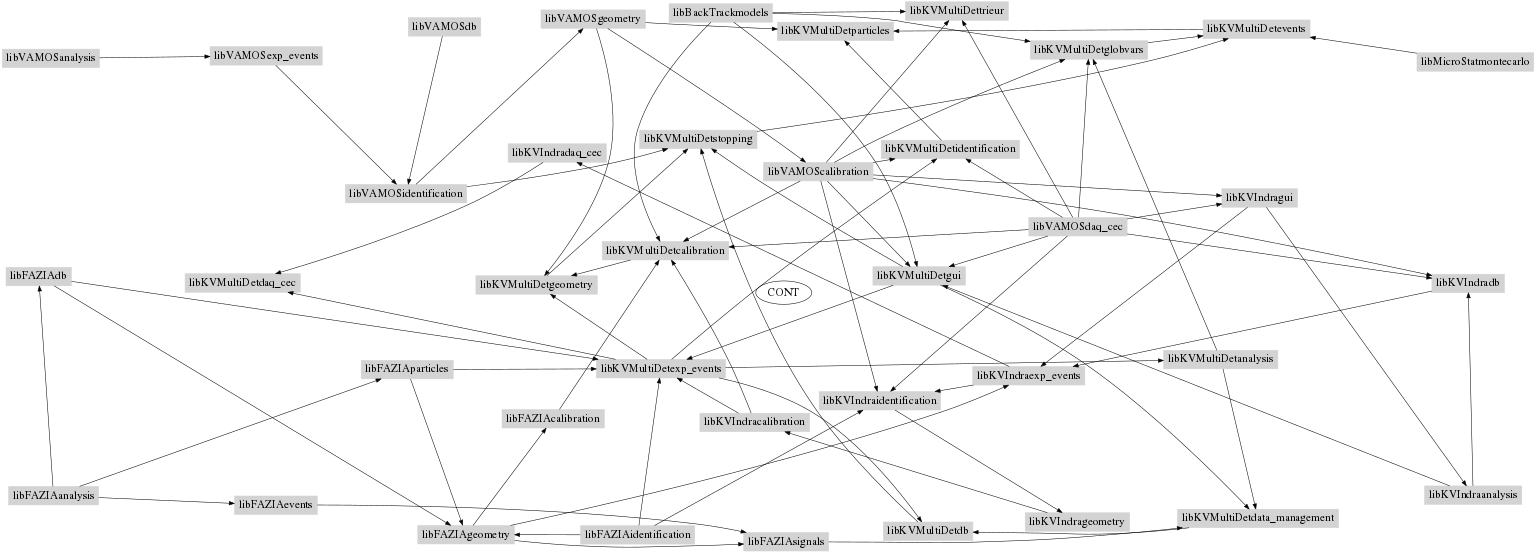 libKVMultiDettrieur
libBackTrackmodels
libVAMOSgeometry
libVAMOSdb
libKVMultiDetparticles
libKVMultiDetevents
libKVMultiDetglobvars
libVAMOSanalysis
libVAMOSexp_events
libMicroStatmontecarlo
libKVMultiDetstopping
libKVIndradaq_cec
libKVMultiDetidentification
libVAMOScalibration
libVAMOSidentification
libKVIndragui
libVAMOSdaq_cec
libKVMultiDetcalibration
libFAZIAdb
libKVMultiDetdaq_cec
libKVMultiDetgeometry
libKVMultiDetgui
libKVIndradb
CONT
libKVMultiDetanalysis
libFAZIAparticles
libKVMultiDetexp_events
libKVIndraexp_events
libKVIndraidentification
libFAZIAcalibration
libKVIndracalibration
libFAZIAanalysis
libKVIndraanalysis
libFAZIAevents
libKVMultiDetdata_management
libKVIndrageometry
libFAZIAgeometry
libFAZIAidentification
libKVMultiDetdb
libFAZIAsignals